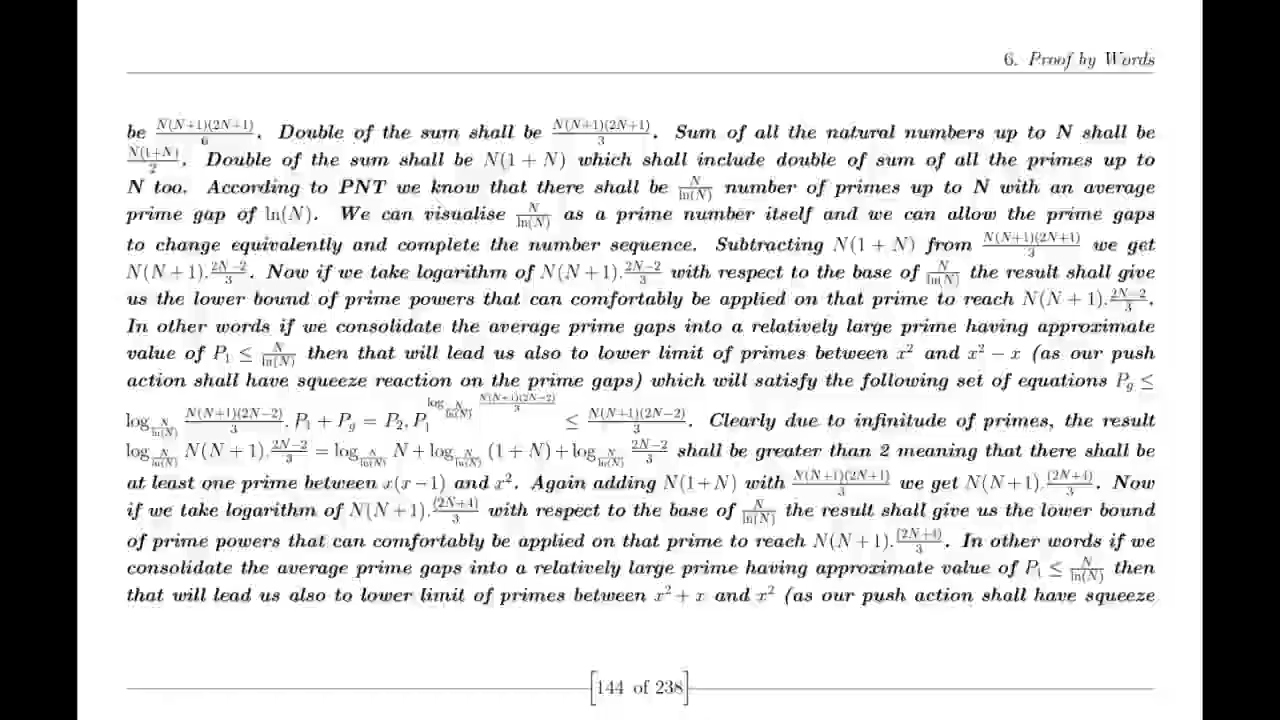 6. Proof by Words
be N(N+1)(2N+1)/6. Double of the sum shall be N(N+1)(2N+1)/3. Sum of all the natural numbers up to N shall be
N(1+N)/2. Double of the sum shall be N(1 + N) which shall include double of sum of all the primes up to
N too. According to PNT we know that there shall be N/ln(N) number of primes up to N with an average
prime gap of ln(N). We can visualise N/ln(N) as a prime number itself and we can allow the prime gaps
to change equivalently and complete the number sequence. Subtracting N(1 + N) from N(N+1)(2N+1)/3 we get
N(N + 1).2N−2/3. Now if we take logarithm of N(N + 1).2N−2/3 with respect to the base of N/ln(N) the result shall give
us the lower bound of prime powers that can comfortably be applied on that prime to reach N(N + 1).2N−2/3.
In other words if we consolidate the average prime gaps into a relatively large prime having approximate
value of P₁ ≤ N/ln(N) then that will lead us also to lower limit of primes between x² and x² − x (as our push
action shall have squeeze reaction on the prime gaps) which will satisfy the following set of equations P_g ≤
log_{N/ln(N)} N(N+1)(2N−2)/3. P₁ + P_g = P₂, P₁^{log_{N/ln(N)} N(N+1)(2N−2)/3} ≤ N(N+1)(2N−2)/3. Clearly due to infinitude of primes, the result
log_{N/ln(N)} N(N + 1).2N−2/3 = log_{N/ln(N)} N + log_{N/ln(N)} (1 + N) + log_{N/ln(N)} 2N−2/3 shall be greater than 2 meaning that there shall be
at least one prime between x(x − 1) and x². Again adding N(1+N) with N(N+1)(2N+1)/3 we get N(N+1).(2N+4)/3. Now
if we take logarithm of N(N + 1).(2N+4)/3 with respect to the base of N/ln(N) the result shall give us the lower bound
of prime powers that can comfortably be applied on that prime to reach N(N + 1).(2N+4)/3. In other words if we
consolidate the average prime gaps into a relatively large prime having approximate value of P₁ ≤ N/ln(N) then
that will lead us also to lower limit of primes between x² + x and x² (as our push action shall have squeeze
144 of 238